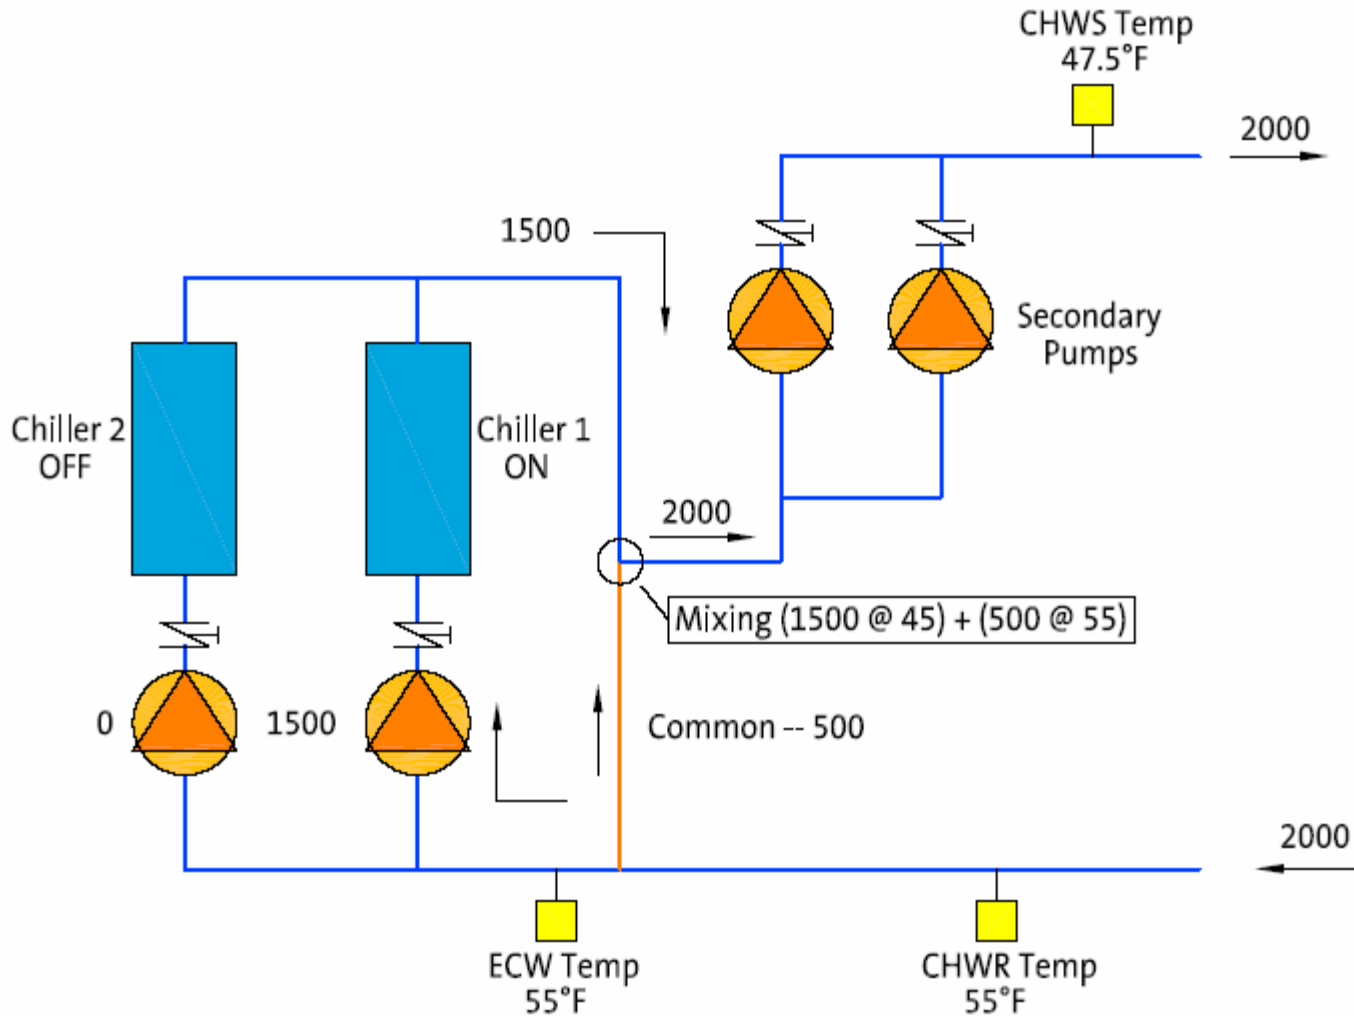 CHWS Temp
47.5°F
2000
1500
Secondary
Pumps
Chiller 2
OFF
Chiller 1
ON
2000
Mixing (1500 @ 45) + (500 @ 55)
0
1500
Common -- 500
2000
ECW Temp
55°F
CHWR Temp
55°F